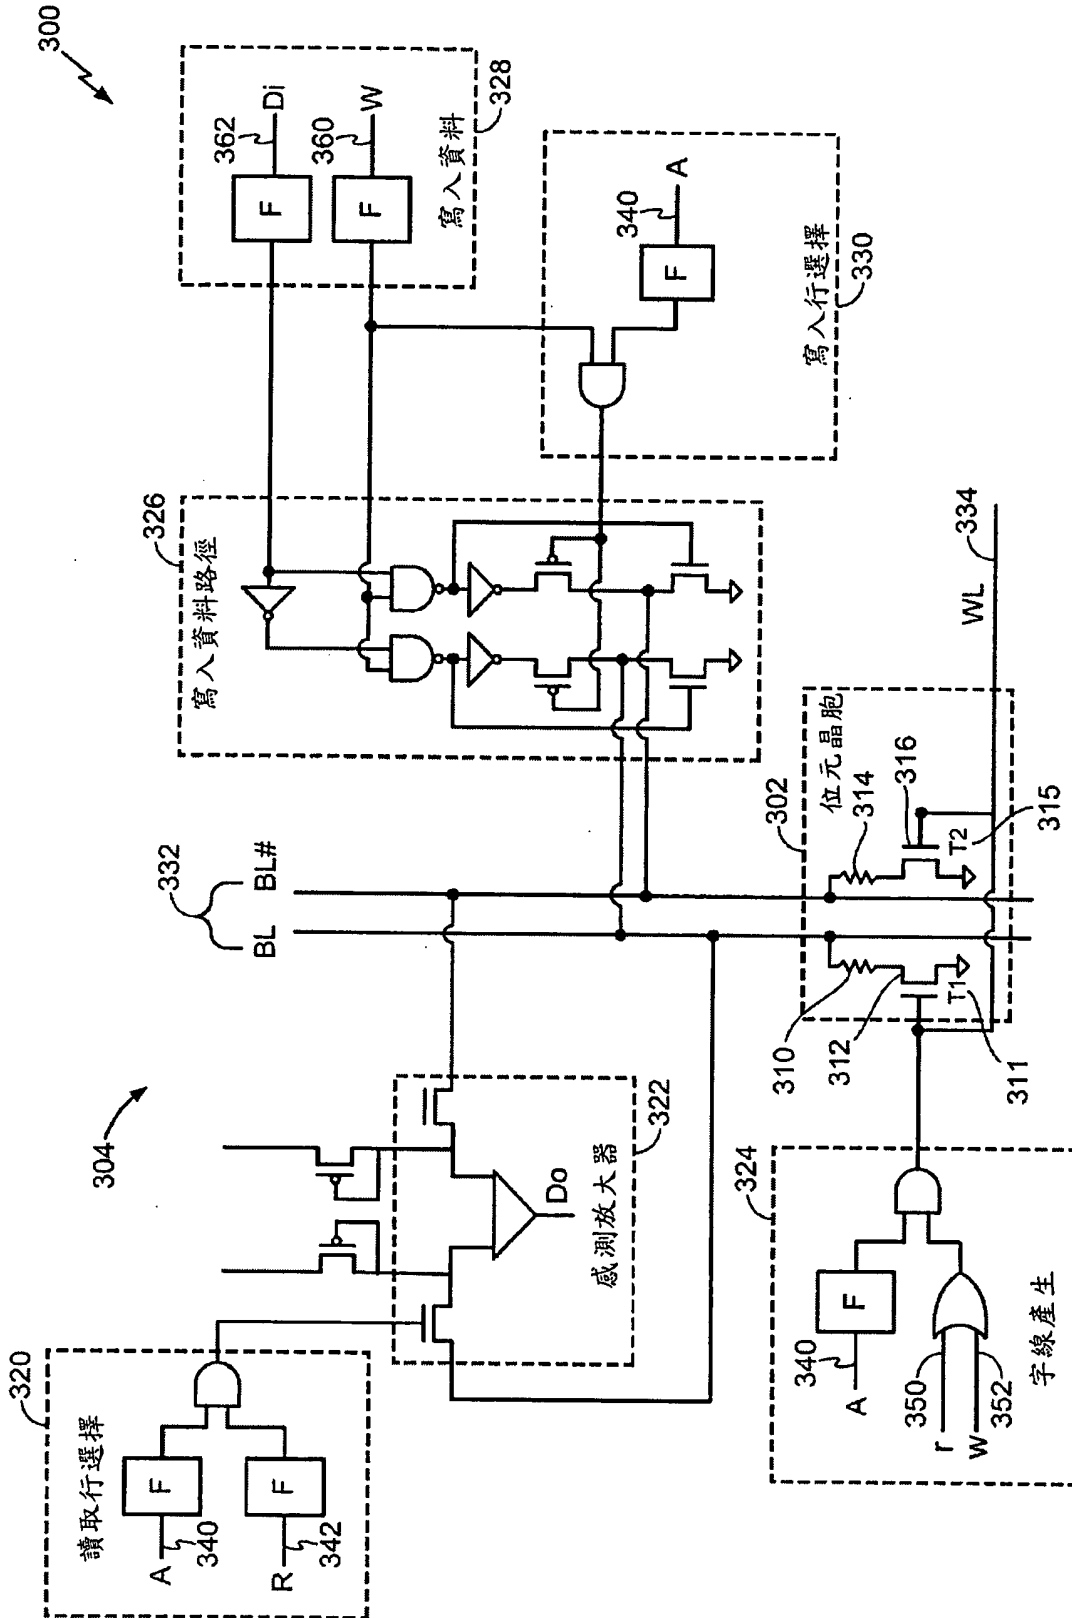 300
304
320
讀取行選擇
A
340
F
R
342
F
322
感測放大器
Do
332
BL
BL#
326
寫入資料路徑
328
寫入資料
F
362
Di
F
360
W
330
寫入行選擇
F
340
A
324
字線產生
A
340
F
r
350
w
352
302
位元晶胞
310
312
T1
311
314
316
T2
315
WL
334